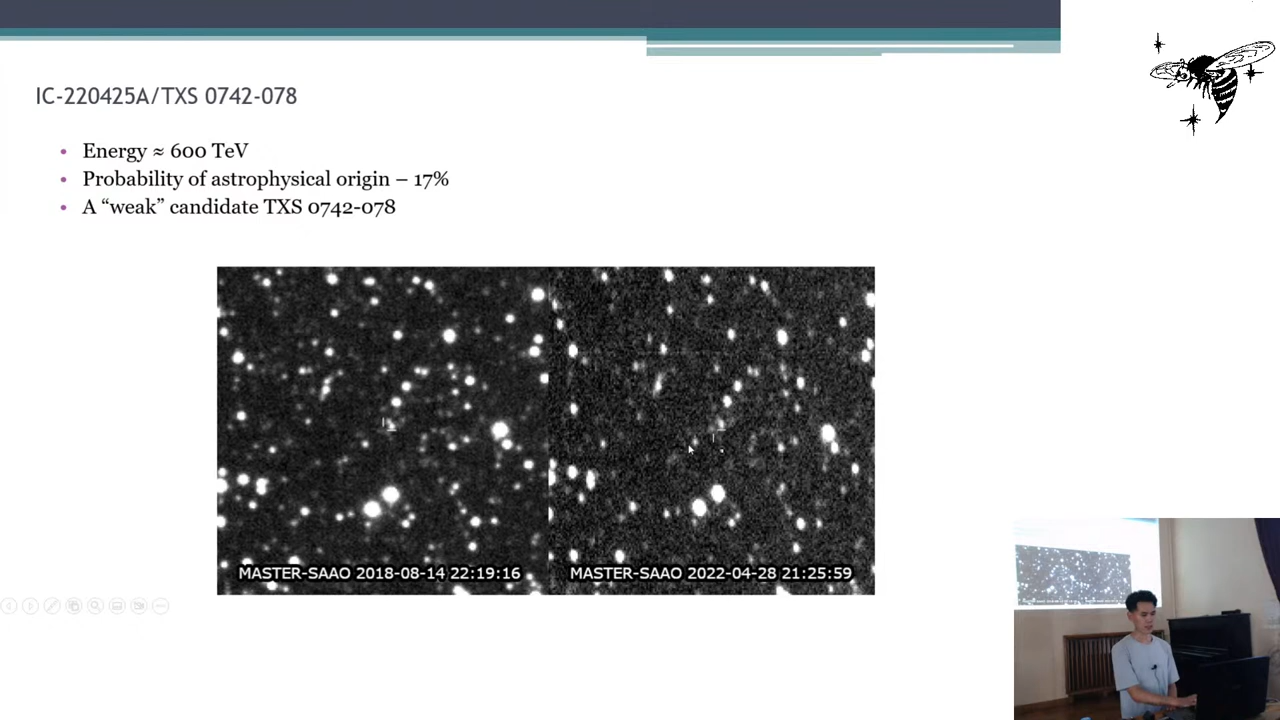 IC-220425A/TXS 0742-078
• Energy ≈ 600 TeV
• Probability of astrophysical origin – 17%
• A “weak” candidate TXS 0742-078
MASTER-SAAO 2018-08-14 22:19:16
MASTER-SAAO 2022-04-28 21:25:59